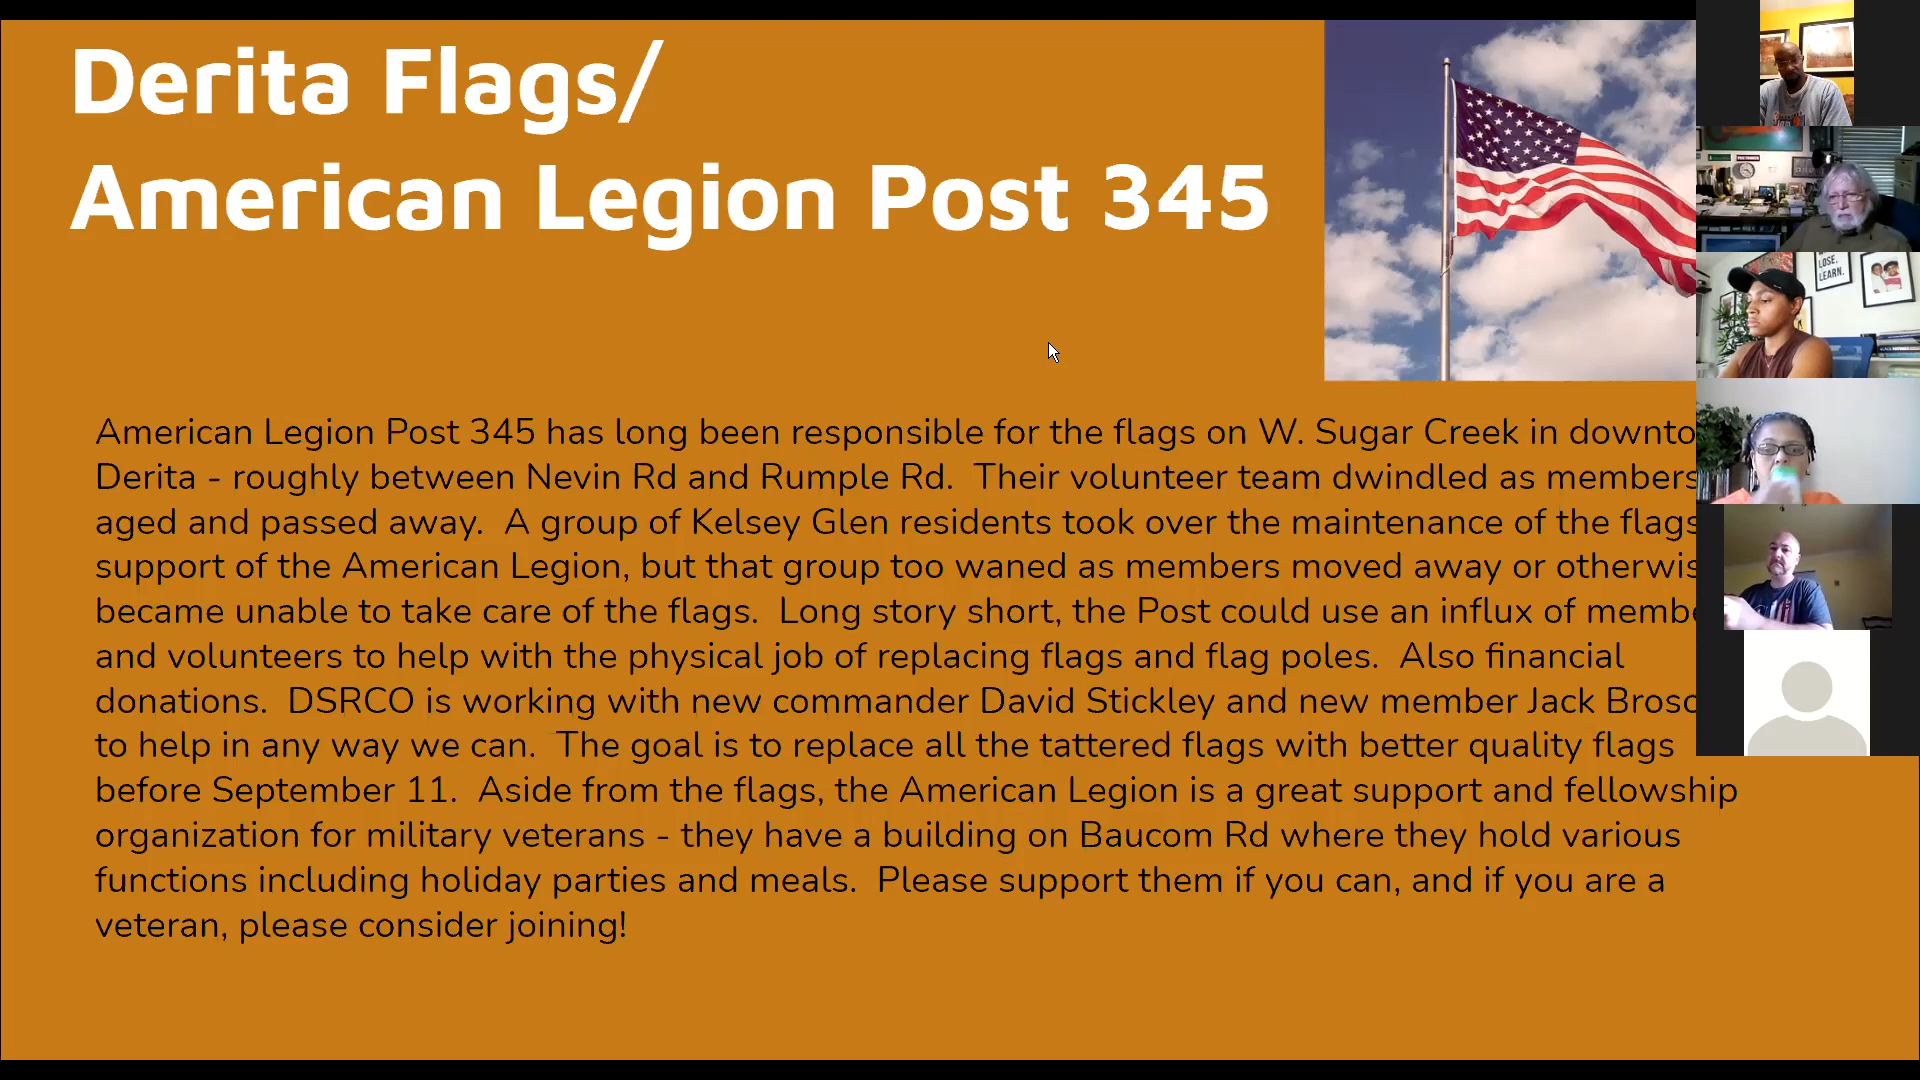 Derita Flags/
American Legion Post 345
American Legion Post 345 has long been responsible for the flags on W. Sugar Creek in
Derita - roughly between Nevin Rd and Rumple Rd.  Their volunteer team dwindled as members
aged and passed away.  A group of Kelsey Glen residents took over the maintenance of the flags
support of the American Legion, but that group too waned as members moved away or
became unable to take care of the flags.  Long story short, the Post could use an influx of
and volunteers to help with the physical job of replacing flags and flag poles.  Also financial
donations.  DSRCO is working with new commander David Stickley and new member Jack
to help in any way we can.  The goal is to replace all the tattered flags with better quality flags
before September 11.  Aside from the flags, the American Legion is a great support and fellowship
organization for military veterans - they have a building on Baucom Rd where they hold various
functions including holiday parties and meals.  Please support them if you can, and if you are a
veteran, please consider joining!
LOSE.
LEARN.